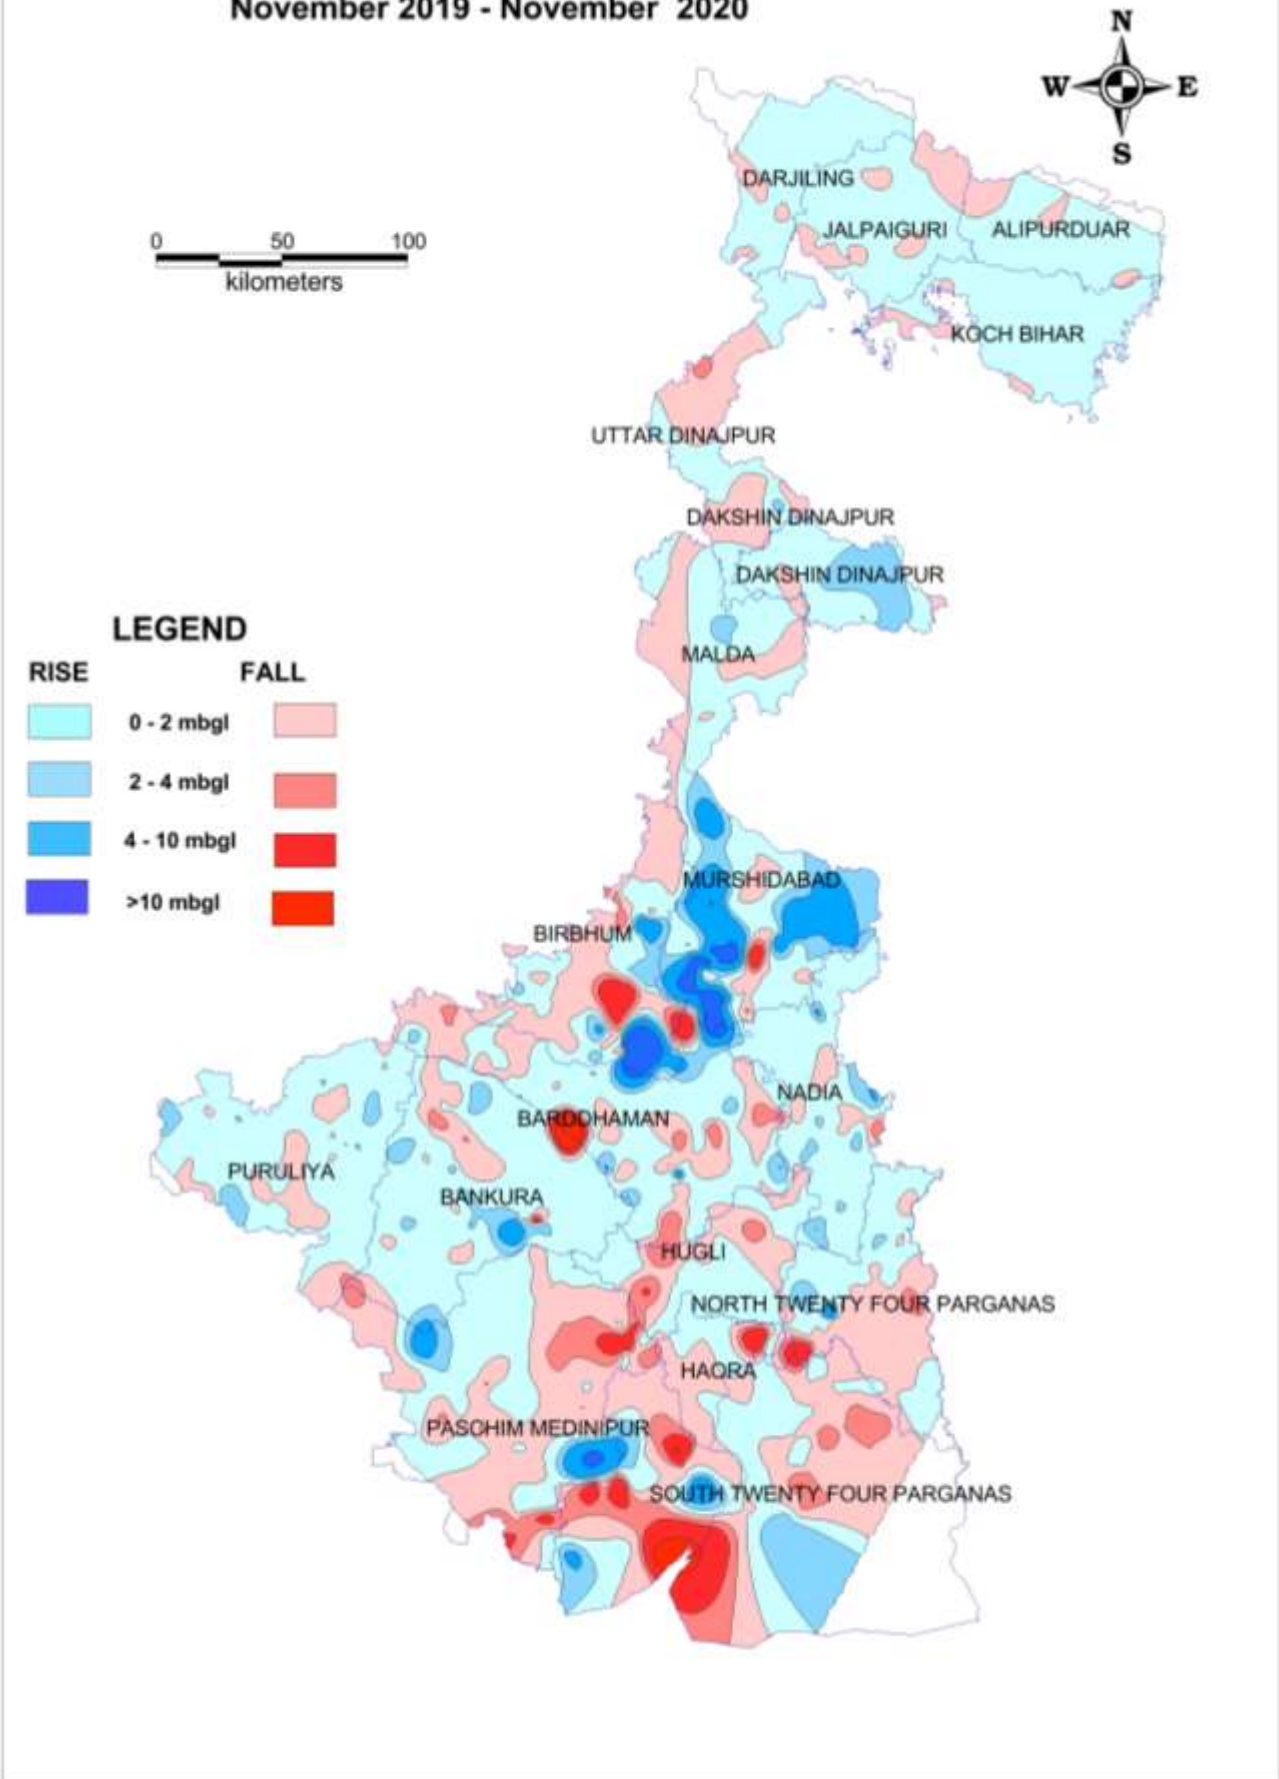 November 2019 - November 2020
N
W E
S
DARJILING
JALPAIGURI
ALIPURDUAR
0 50 100
kilometers
KOCH BIHAR
UTTAR DINAJPUR
DAKSHIN DINAJPUR
DAKSHIN DINAJPUR
LEGEND
RISE FALL
0 - 2 mbgl
2 - 4 mbgl
4 - 10 mbgl
>10 mbgl
MALDA
MURSHIDABAD
BIRBHUM
NADIA
BARDDHAMAN
PURULIYA
BANKURA
HUGLI
NORTH TWENTY FOUR PARGANAS
HAORA
PASCHIM MEDINIPUR
SOUTH TWENTY FOUR PARGANAS